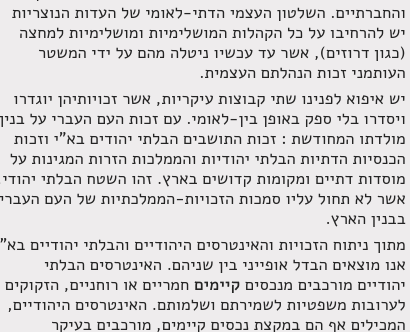 והחברתיים. השלטון העצמי הדתי-לאומי של העדות הנוצריות
יש להרחיבו על כל הקהלות המושלימיות ומושלימיות למחצה
(כגון דרוזים), אשר עד עכשיו ניטלה מהם על ידי המשטר
העותמני זכות הנהלתם העצמית.
יש איפוא לפנינו שתי קבוצות עיקריות, אשר זכויותיהן יוגדרו
ויסדרו בלי ספק באופן בין-לאומי. עם זכות העם העברי על בנין
מולדתו המחודשת : זכות התושבים הבלתי יהודים בא"י וזכות
הכנסיות הדתיות הבלתי יהודיות והממלכות הזרות המגינות על
מוסדות דתיים ומקומות קדושים בארץ. זהו השטח הבלתי יהודי
אשר לא תחול עליו סמכות הזכויות-הממלכתיות של העם העברי
בבנין הארץ.
מתוך ניתוח הזכויות והאינטרסים היהודיים והבלתי יהודיים בא"
אנו מוצאים הבדל אופייני בין שניהם. האינטרסים הבלתי
יהודיים מורכבים מנכסים קיימים חמריים או רוחניים, הזקוקים
לערובות משפטיות לשמירתם ושלמותם. האינטרסים היהודיים,
המכילים אף הם במקצת נכסים קיימים, מורכבים בעיקר